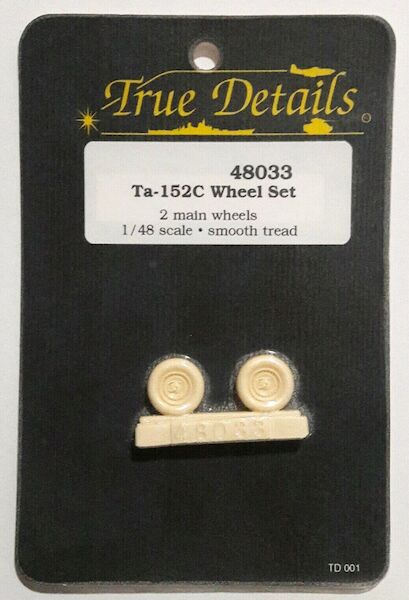 True Details
48033
Ta-152C Wheel Set
2 main wheels
1/48 scale • smooth tread
48033
TD 001